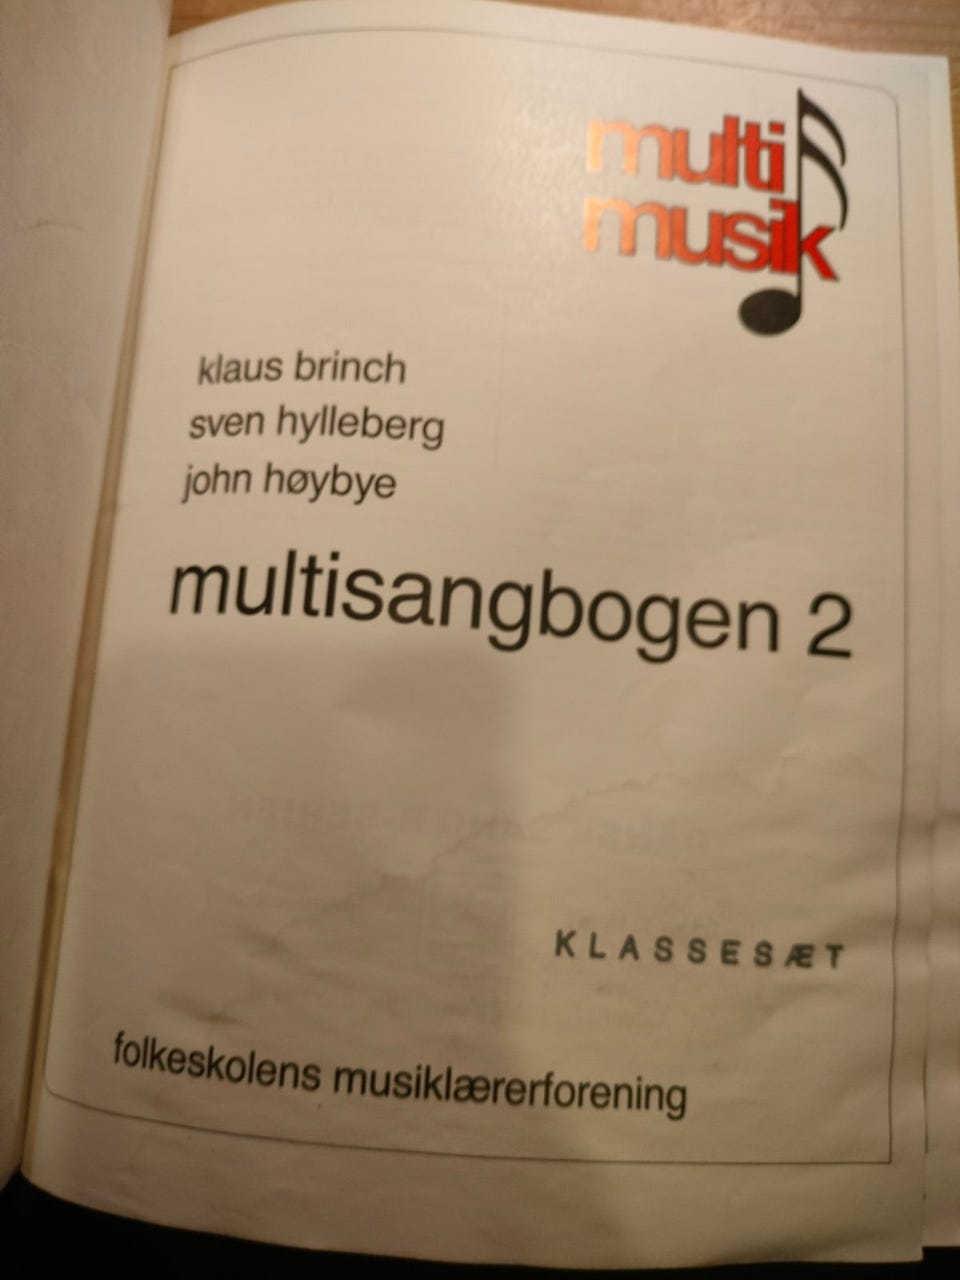 multi
musik
klaus brinch
sven hylleberg
john høybye
multisangbogen 2
KLASSESÆT
folkeskolens musiklærerforening